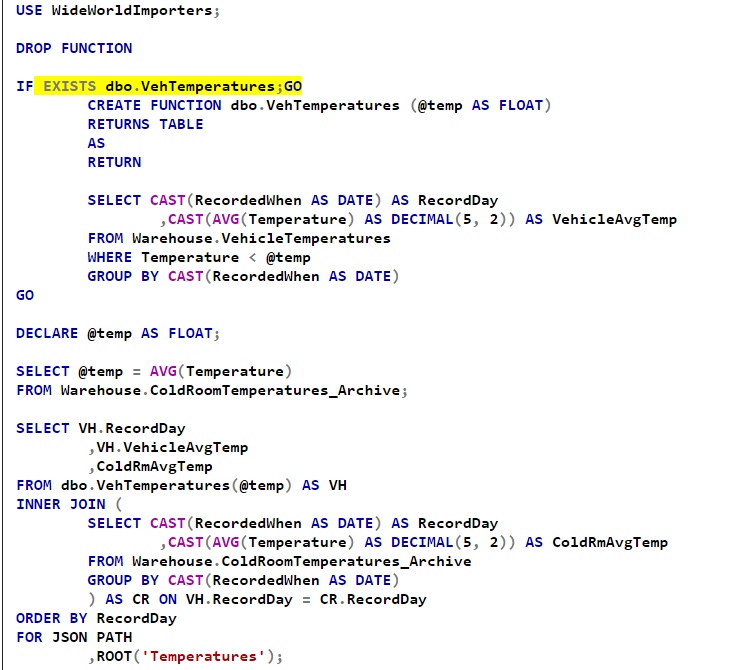 USE WideWorldImporters;
DROP FUNCTION
IF EXISTS dbo.VehTemperatures;GO
CREATE FUNCTION dbo.VehTemperatures (@temp AS FLOAT)
RETURNS TABLE
AS
RETURN
SELECT CAST(RecordedWhen AS DATE) AS RecordDay
,CAST(AVG(Temperature) AS DECIMAL(5, 2)) AS VehicleAvgTemp
FROM Warehouse.VehicleTemperatures
WHERE Temperature < @temp
GROUP BY CAST(RecordedWhen AS DATE)
GO
DECLARE @temp AS FLOAT;
SELECT @temp = AVG(Temperature)
FROM Warehouse.ColdRoomTemperatures_Archive;
SELECT VH.RecordDay
,VH.VehicleAvgTemp
,ColdRmAvgTemp
FROM dbo.VehTemperatures(@temp) AS VH
INNER JOIN (
SELECT CAST(RecordedWhen AS DATE) AS RecordDay
,CAST(AVG(Temperature) AS DECIMAL(5, 2)) AS ColdRmAvgTemp
FROM Warehouse.ColdRoomTemperatures_Archive
GROUP BY CAST(RecordedWhen AS DATE)
) AS CR ON VH.RecordDay = CR.RecordDay
ORDER BY RecordDay
FOR JSON PATH
,ROOT('Temperatures');